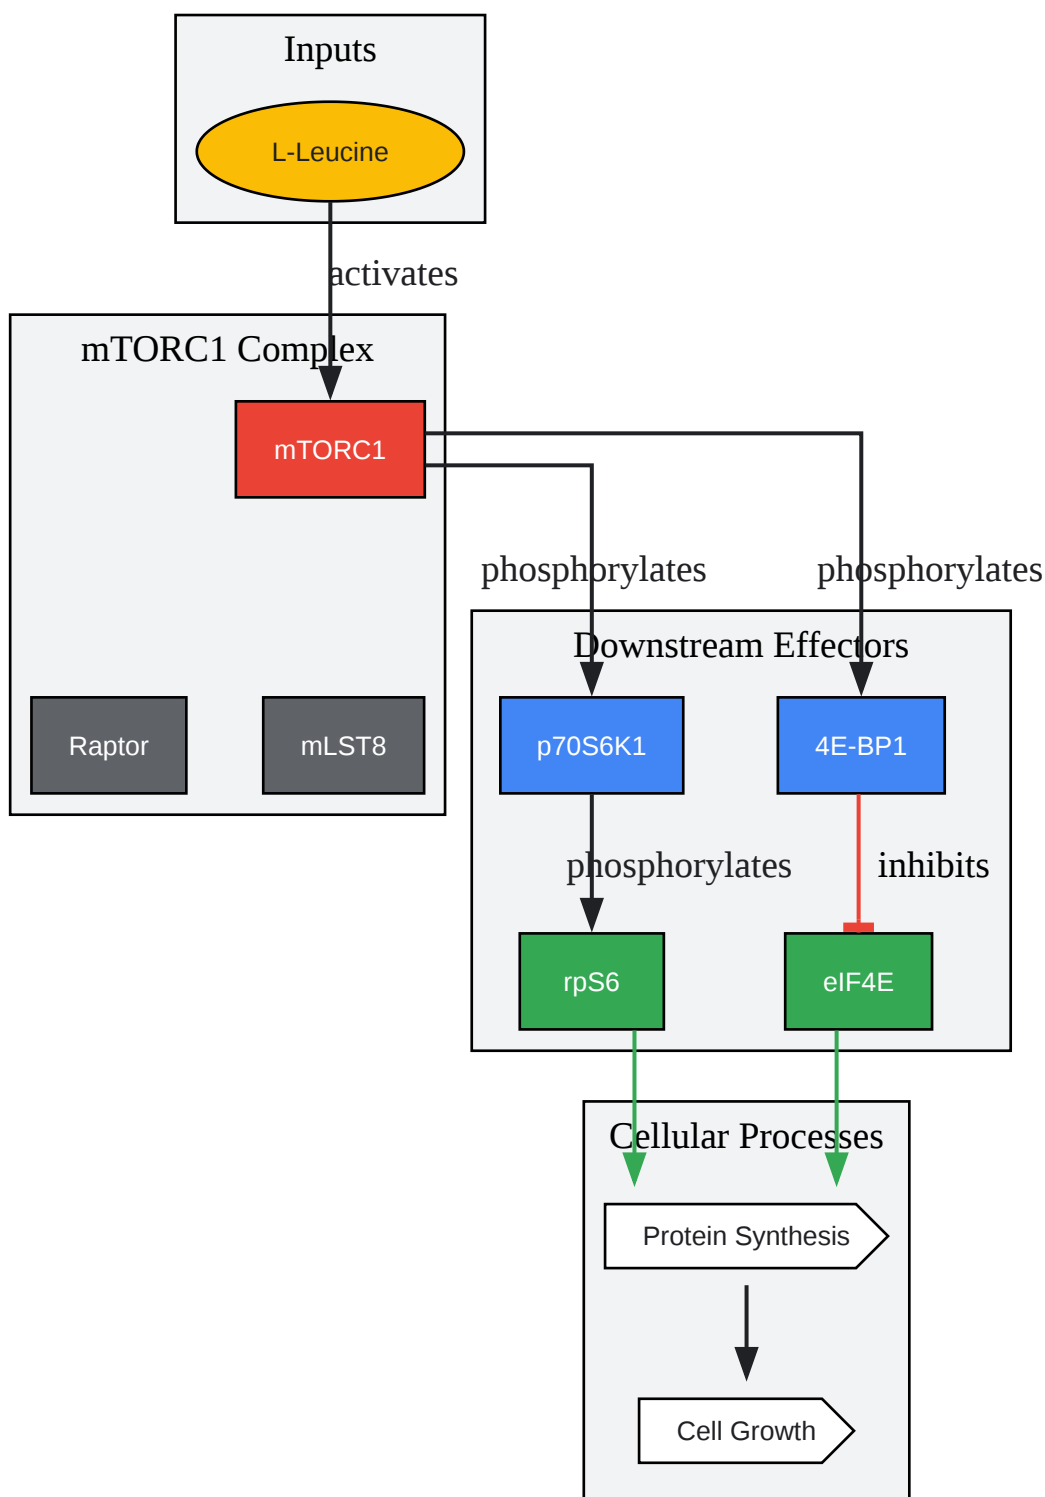 Inputs
L-Leucine
activates
mTORC1 Complex
mTORC1
phosphorylates
phosphorylates
Downstream Effectors
Raptor
mLST8
p70S6K1
4E-BP1
phosphorylates
inhibits
rpS6
eIF4E
Cellular Processes
Protein Synthesis
Cell Growth